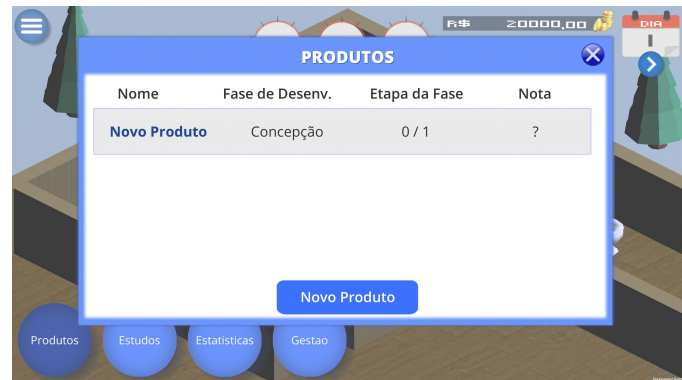 R$ 20000,00
DIA
1
PRODUTOS
Nome Fase de Desenv. Etapa da Fase Nota
Novo Produto Concepção 0 / 1 ?
Novo Produto
Produtos Estudos Estatisticas Gestao